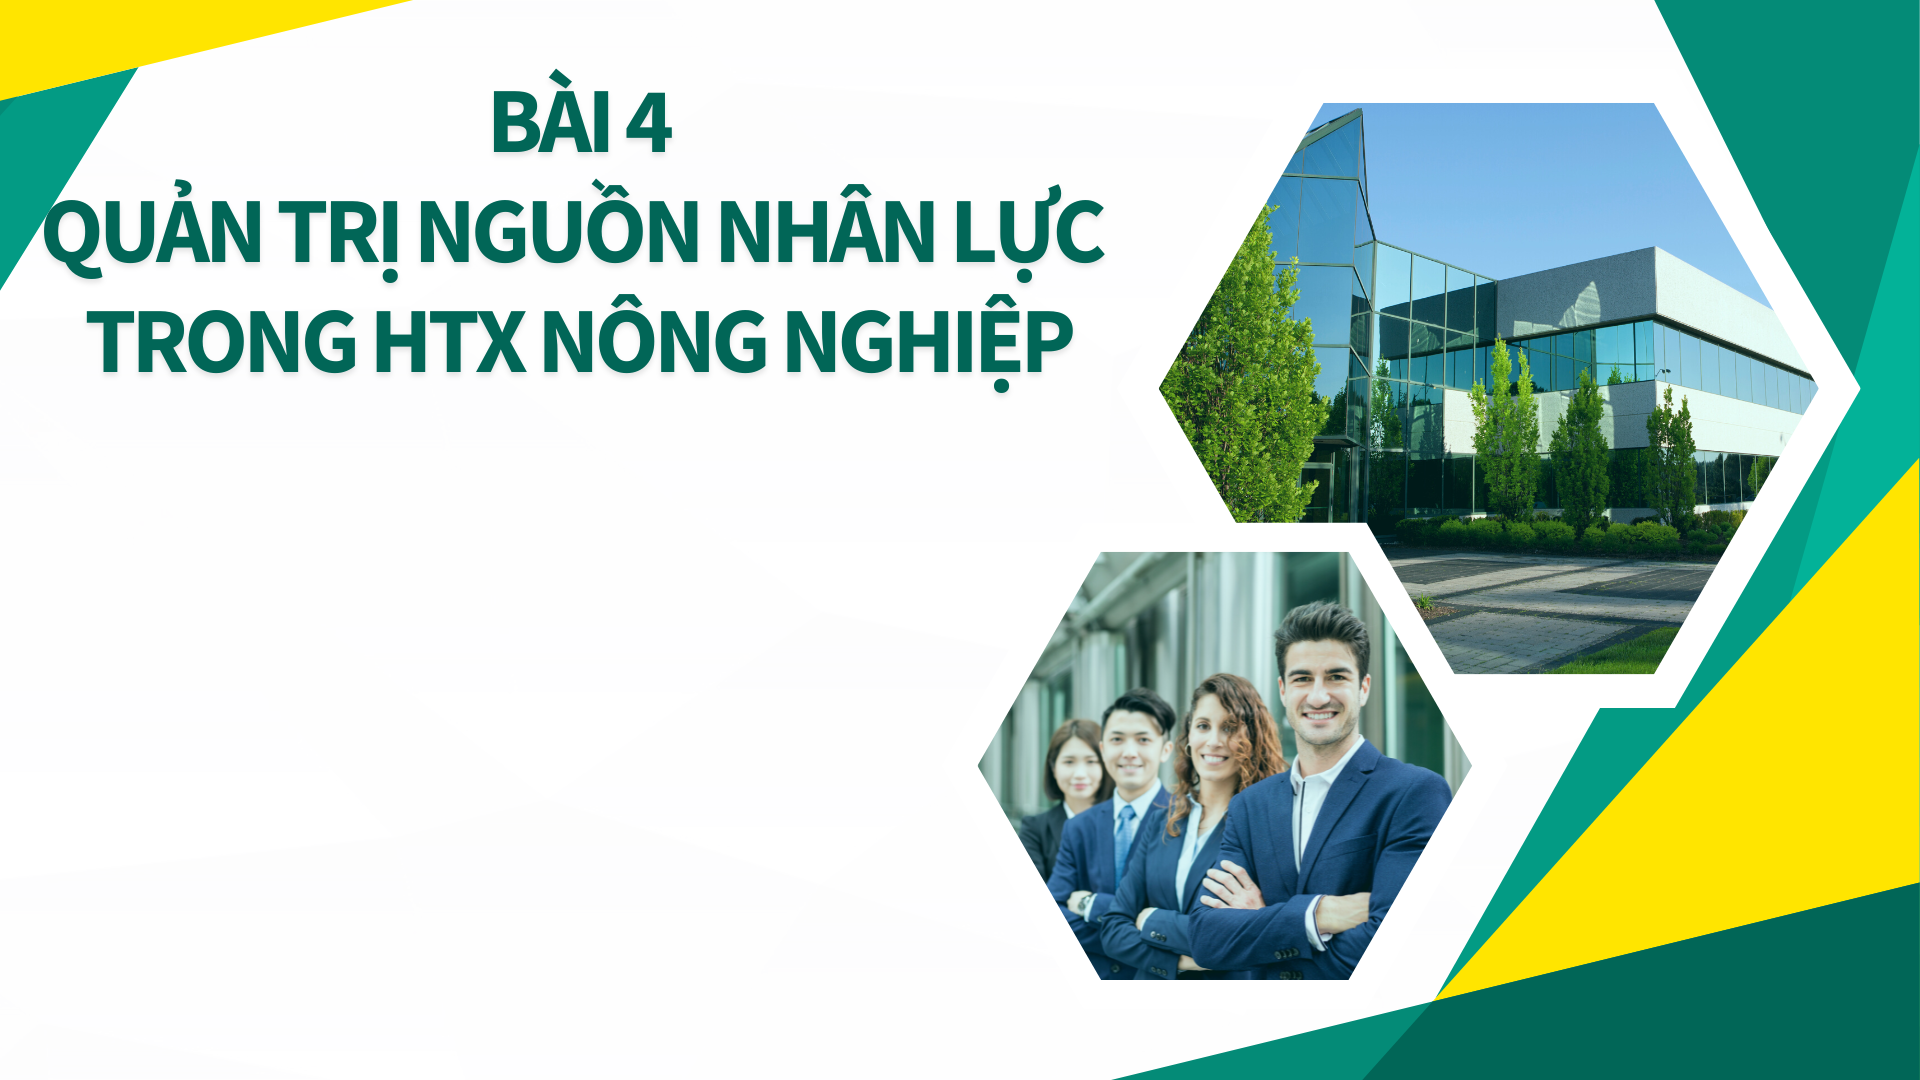 BÀI 4
QUẢN TRỊ NGUỒN NHÂN LỰC
TRONG HTX NÔNG NGHIỆP